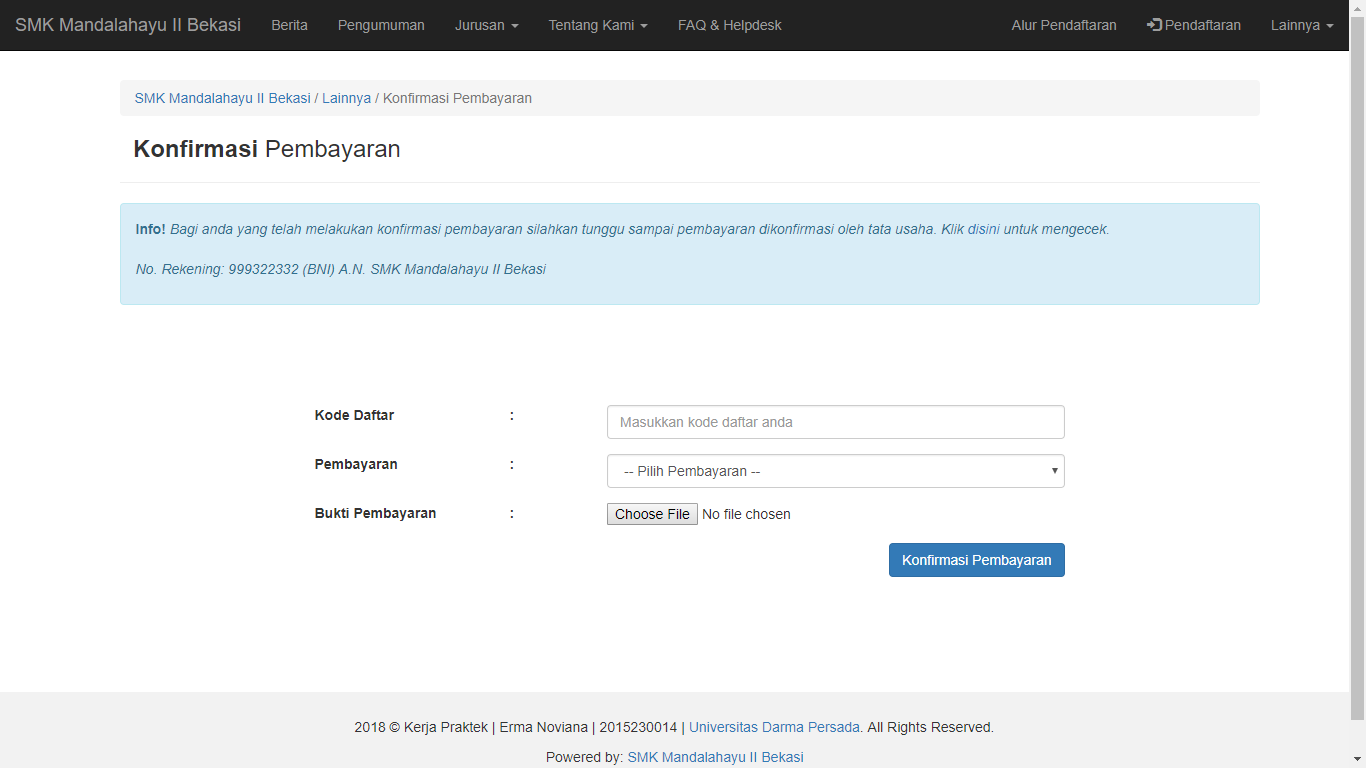 SMK Mandalahayu II Bekasi Berita Pengumuman Jurusan Tentang Kami FAQ & Helpdesk Alur Pendaftaran Pendaftaran Lainnya
SMK Mandalahayu II Bekasi / Lainnya / Konfirmasi Pembayaran
Konfirmasi Pembayaran
Info! Bagi anda yang telah melakukan konfirmasi pembayaran silahkan tunggu sampai pembayaran dikonfirmasi oleh tata usaha. Klik disini untuk mengecek.
No. Rekening: 999322332 (BNI) A.N. SMK Mandalahayu II Bekasi
Kode Daftar : Masukkan kode daftar anda
Pembayaran : -- Pilih Pembayaran --
Bukti Pembayaran : Choose File No file chosen
Konfirmasi Pembayaran
2018 © Kerja Praktek | Erma Noviana | 2015230014 | Universitas Darma Persada. All Rights Reserved.
Powered by: SMK Mandalahayu II Bekasi